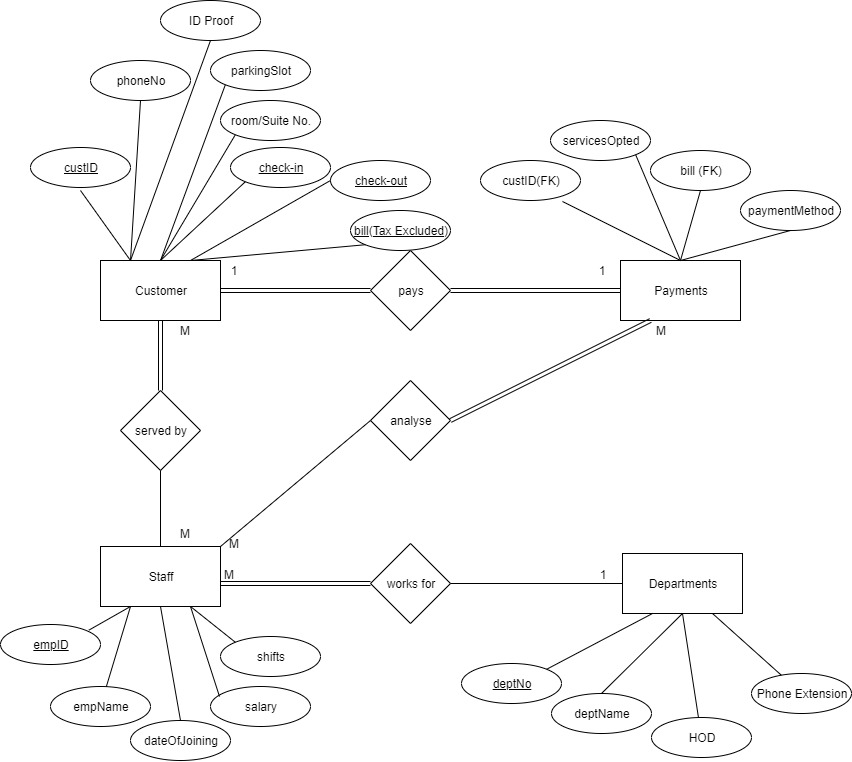 ID Proof
phoneNo
parkingSlot
room/Suite No.
custID
check-in
check-out
bill(Tax Excluded)
servicesOpted
custID(FK)
bill (FK)
paymentMethod
Customer
1
pays
1
Payments
M
M
served by
analyse
M
M
Staff
M
works for
1
Departments
empID
shifts
empName
salary
dateOfJoining
deptNo
deptName
HOD
Phone Extension